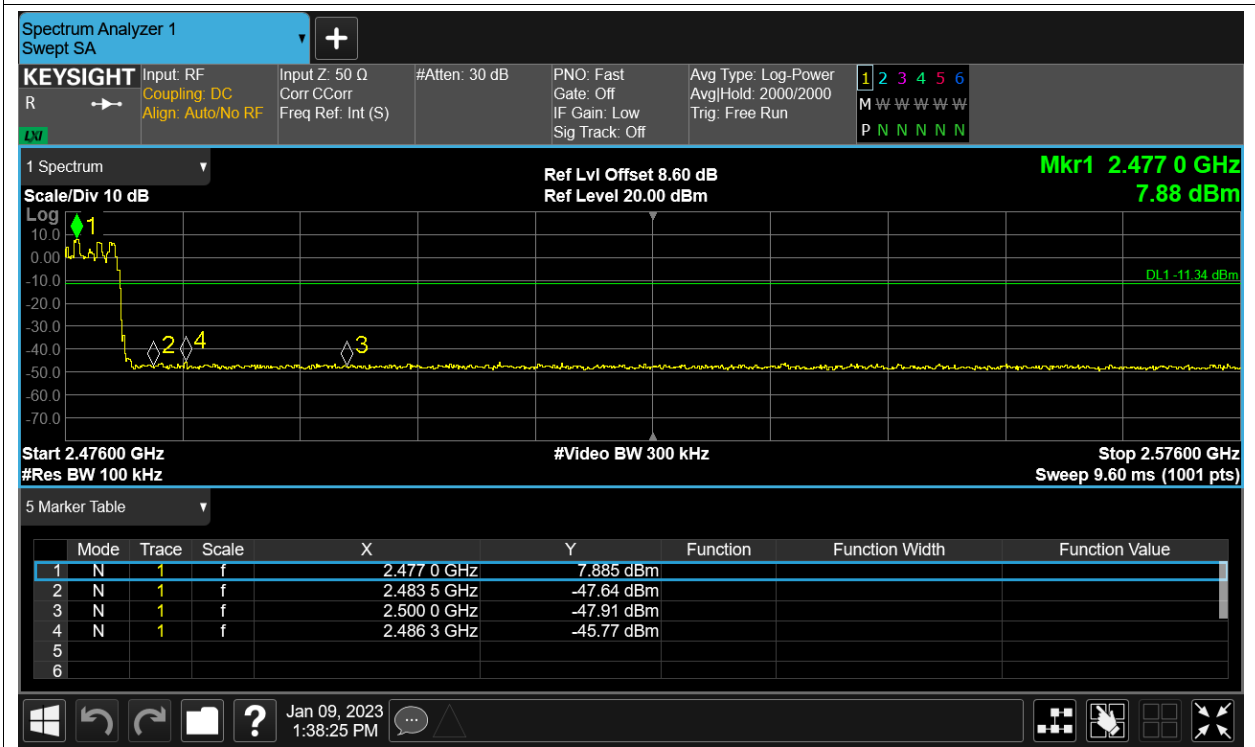 Spectrum Analyzer 1
Swept SA
KEYSIGHT
R
LXI
Input: RF
Coupling: DC
Align: Auto/No RF
Input Z: 50 Ω
Corr CCorr
Freq Ref: Int (S)
#Atten: 30 dB
PNO: Fast
Gate: Off
IF Gain: Low
Sig Track: Off
Avg Type: Log-Power
Avg|Hold: 2000/2000
Trig: Free Run
1 2 3 4 5 6
M W W W W W
P N N N N N
1 Spectrum
Scale/Div 10 dB
Ref Lvl Offset 8.60 dB
Ref Level 20.00 dBm
Mkr1 2.477 0 GHz
7.88 dBm
Log
10.0
0.00
-10.0
-20.0
-30.0
-40.0
-50.0
-60.0
-70.0
1
2
4
3
DL1 -11.34 dBm
Start 2.47600 GHz
#Res BW 100 kHz
#Video BW 300 kHz
Stop 2.57600 GHz
Sweep 9.60 ms (1001 pts)
5 Marker Table
Mode Trace Scale X Y Function Function Width Function Value
1 N 1 f 2.477 0 GHz 7.885 dBm
2 N 1 f 2.483 5 GHz -47.64 dBm
3 N 1 f 2.500 0 GHz -47.91 dBm
4 N 1 f 2.486 3 GHz -45.77 dBm
5
6
?
Jan 09, 2023
1:38:25 PM